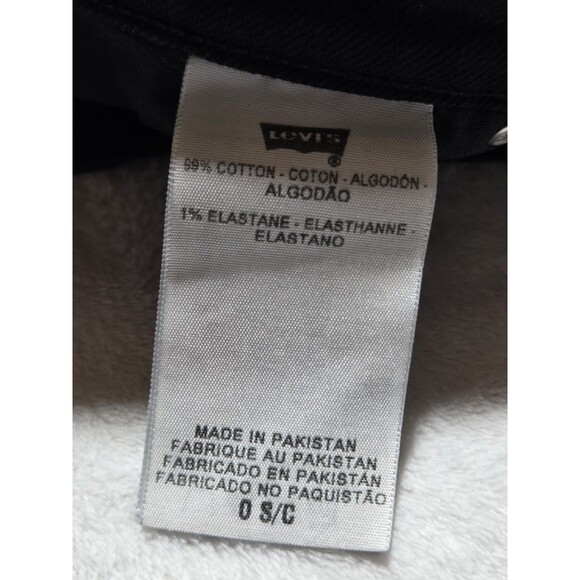 LEVI'S
®
99% COTTON - COTON - ALGODÓN -
ALGODÃO
1% ELASTANE - ELASTHANNE -
ELASTANO
MADE IN PAKISTAN
FABRIQUE AU PAKISTAN
FABRICADO EN PAKISTÁN
FABRICADO NO PAQUISTÃO
0 S/C